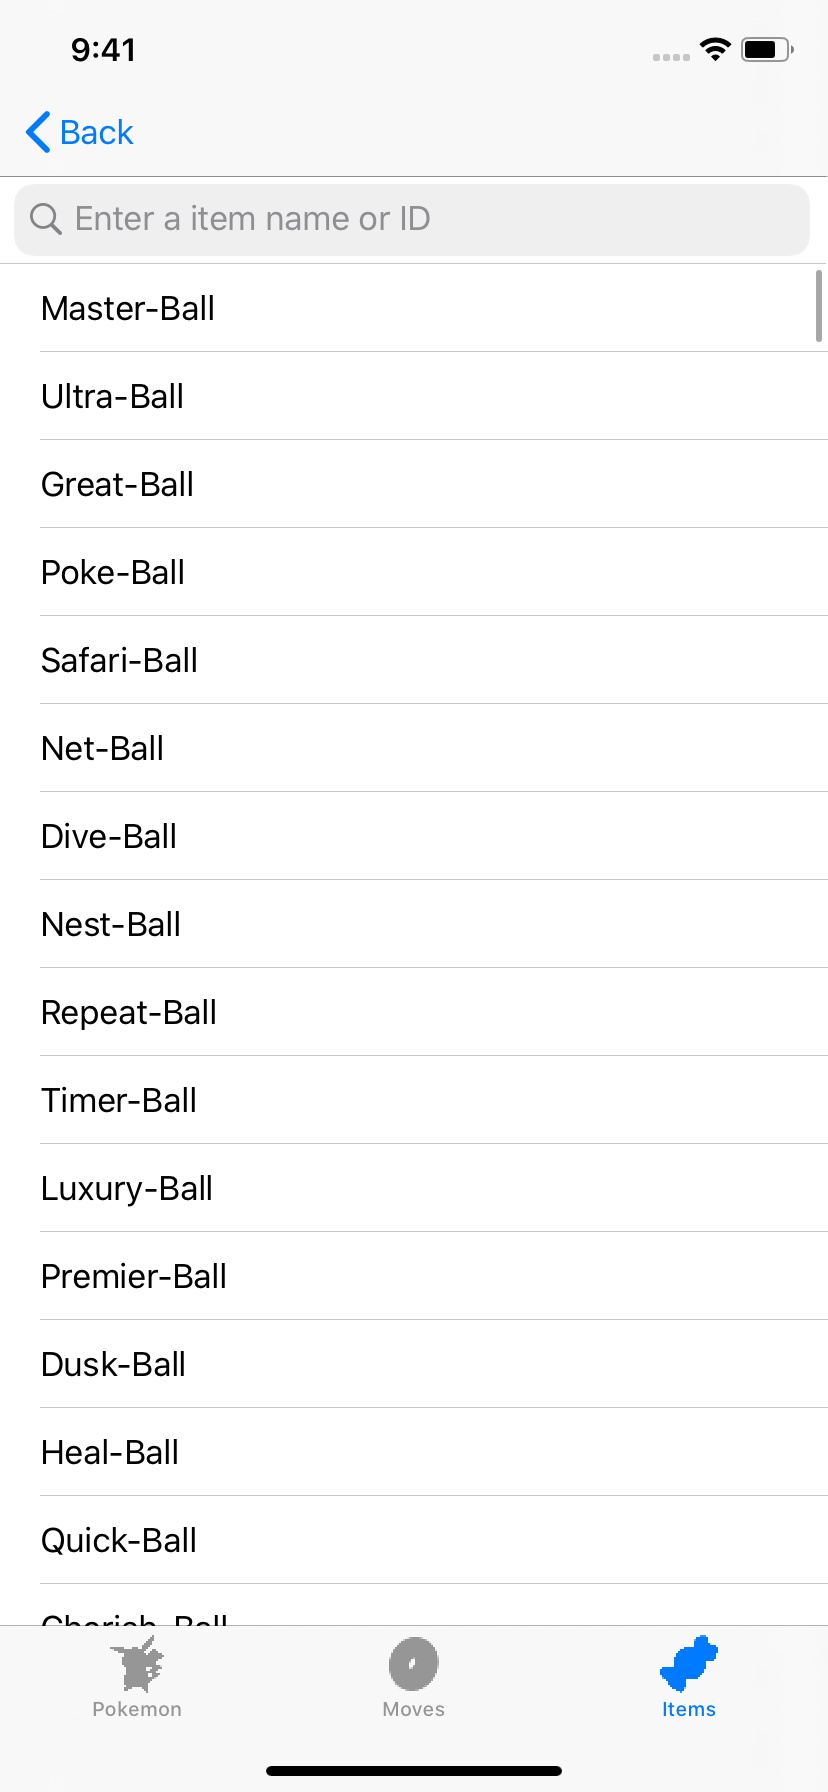 9:41
Back
Enter a item name or ID
Master-Ball
Ultra-Ball
Great-Ball
Poke-Ball
Safari-Ball
Net-Ball
Dive-Ball
Nest-Ball
Repeat-Ball
Timer-Ball
Luxury-Ball
Premier-Ball
Dusk-Ball
Heal-Ball
Quick-Ball
Cherish-Ball
Pokemon
Moves
Items